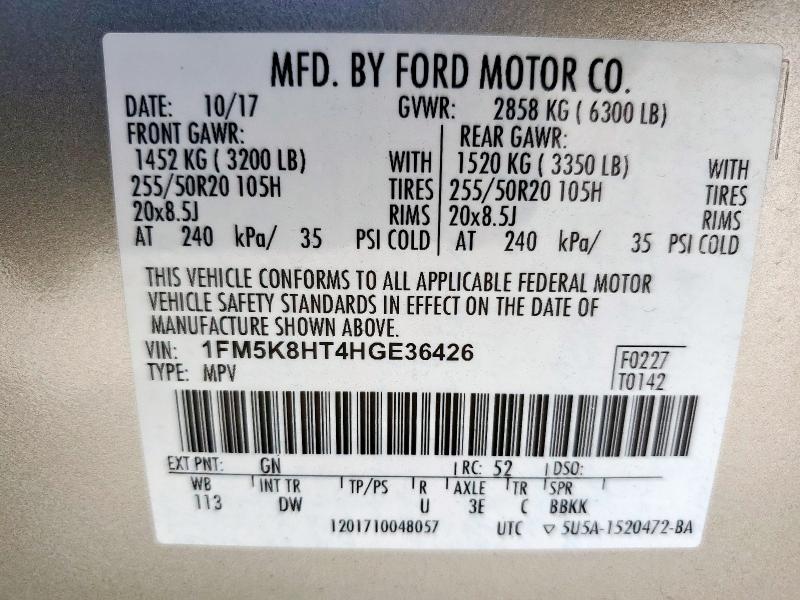 MFD. BY FORD MOTOR CO.
DATE: 10/17 GVWR: 2858 KG ( 6300 LB)
FRONT GAWR: REAR GAWR:
1452 KG ( 3200 LB) WITH 1520 KG ( 3350 LB) WITH
255/50R20 105H TIRES 255/50R20 105H TIRES
20x8.5J RIMS 20x8.5J RIMS
AT 240 kPa/ 35 PSI COLD AT 240 kPa/ 35 PSI COLD
THIS VEHICLE CONFORMS TO ALL APPLICABLE FEDERAL MOTOR
VEHICLE SAFETY STANDARDS IN EFFECT ON THE DATE OF
MANUFACTURE SHOWN ABOVE.
VIN: 1FM5K8HT4HGE36426 F0227
TYPE: MPV T0142
EXT PNT: GN RC: 52 DSO:
WB INT TR TP/PS R AXLE TR SPR
113 DW U 3E C BBKK
1201710048057 UTC ▽ 5U5A-1520472-BA